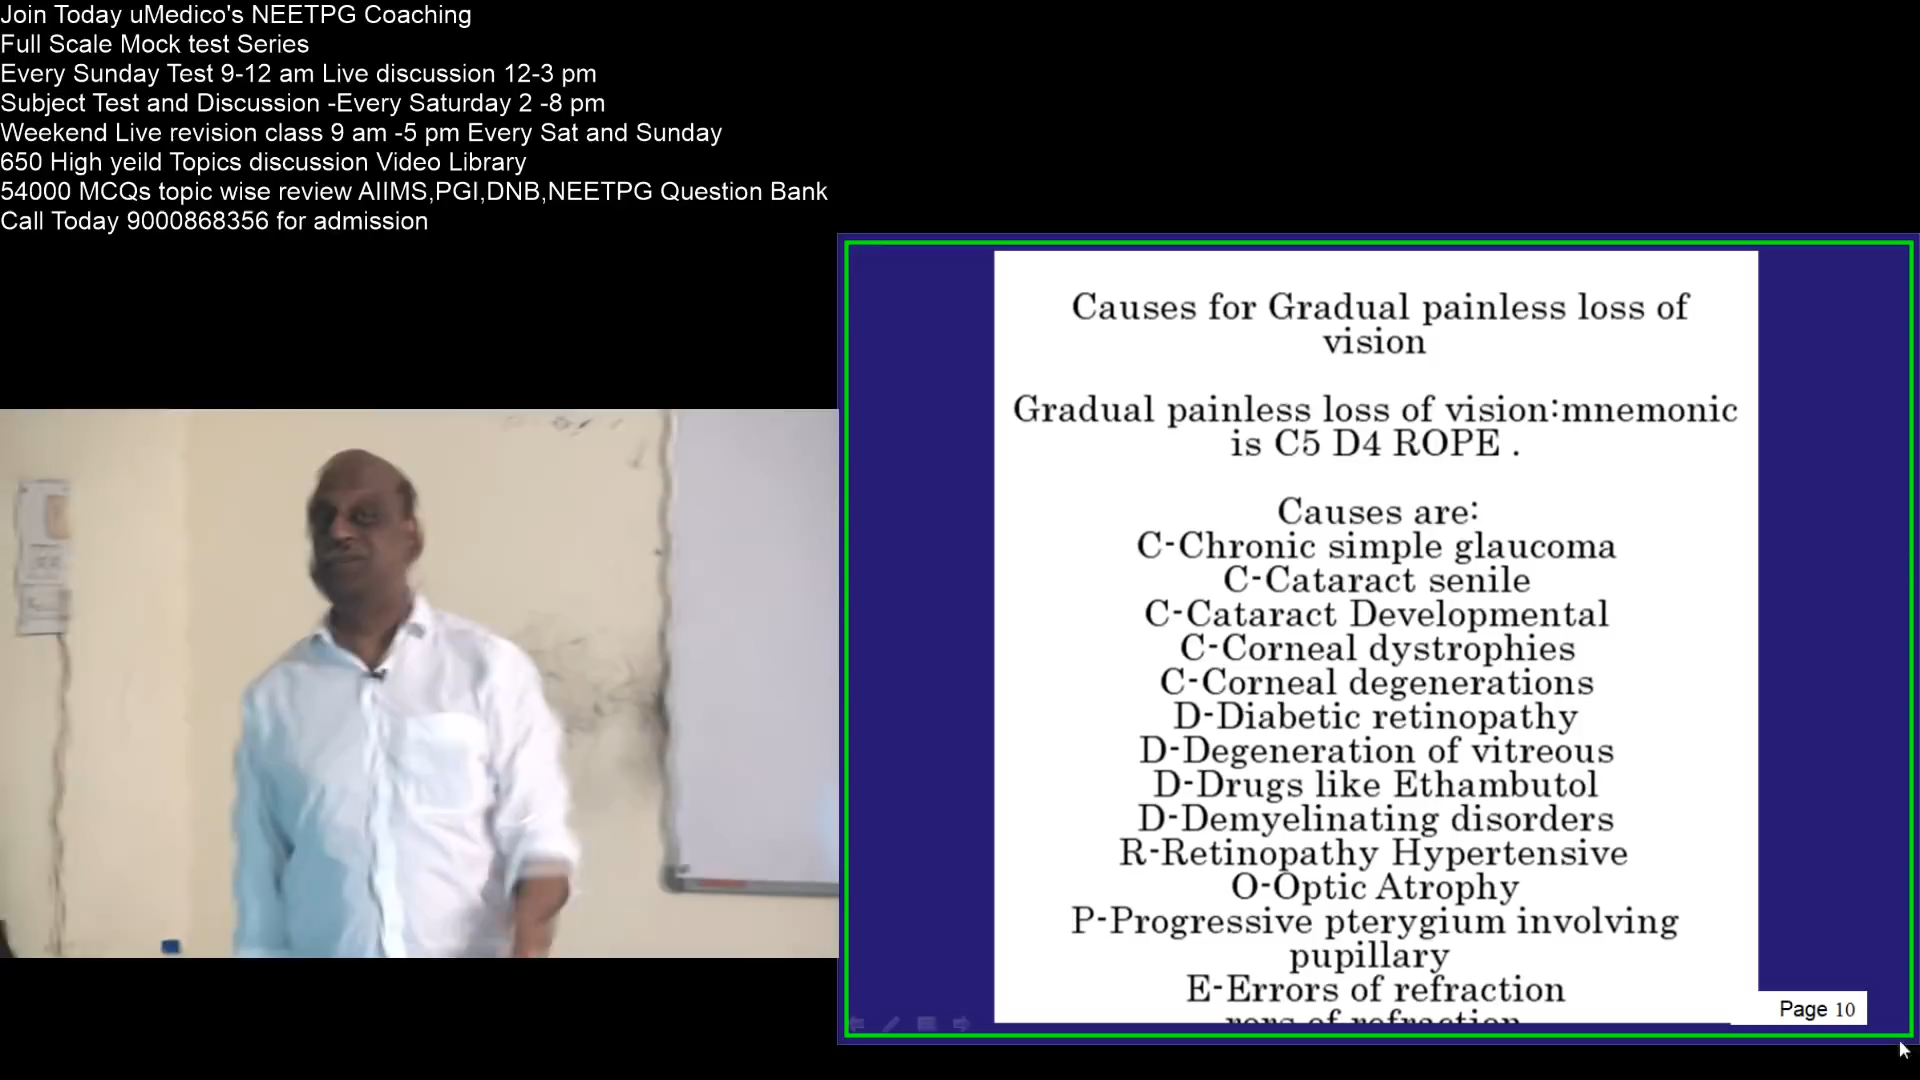 Join Today uMedico's NEETPG Coaching
Full Scale Mock test Series
Every Sunday Test 9-12 am Live discussion 12-3 pm
Subject Test and Discussion -Every Saturday 2 -8 pm
Weekend Live revision class 9 am -5 pm Every Sat and Sunday
650 High yeild Topics discussion Video Library
54000 MCQs topic wise review AIIMS,PGI,DNB,NEETPG Question Bank
Call Today 9000868356 for admission
Causes for Gradual painless loss of
vision
Gradual painless loss of vision:mnemonic
is C5 D4 ROPE .
Causes are:
C-Chronic simple glaucoma
C-Cataract senile
C-Cataract Developmental
C-Corneal dystrophies
C-Corneal degenerations
D-Diabetic retinopathy
D-Degeneration of vitreous
D-Drugs like Ethambutol
D-Demyelinating disorders
R-Retinopathy Hypertensive
O-Optic Atrophy
P-Progressive pterygium involving
pupillary
E-Errors of refraction
rors of refraction
Page 10